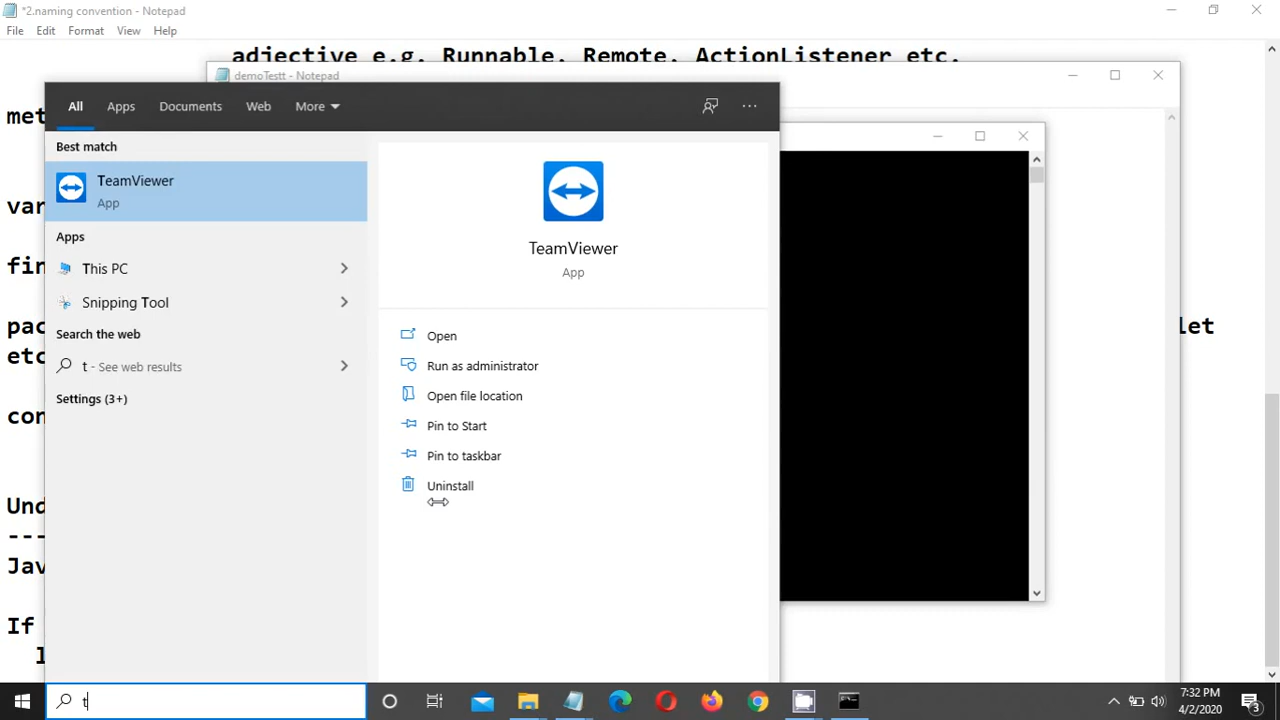 *2.naming convention - Notepad
File Edit Format View Help
adjective e.g. Runnable, Remote, ActionListener etc.
demoTestt - Notepad
All Apps Documents Web More
Best match
TeamViewer
App
Apps
This PC
Snipping Tool
Search the web
t - See web results
Settings (3+)
TeamViewer
App
Open
Run as administrator
Open file location
Pin to Start
Pin to taskbar
Uninstall
met
var
fin
pac
let
etc
con
Und
---
Jav
If
t
7:32 PM
4/2/2020
3